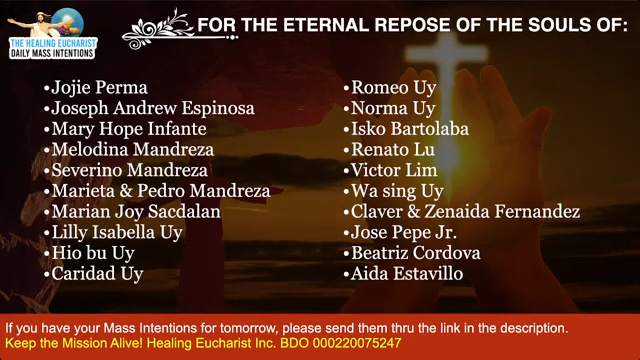 THE HEALING EUCHARIST
DAILY MASS INTENTIONS
FOR THE ETERNAL REPOSE OF THE SOULS OF:
•Jojie Perma
•Joseph Andrew Espinosa
•Mary Hope Infante
•Melodina Mandreza
•Severino Mandreza
•Marieta & Pedro Mandreza
•Marian Joy Sacdalan
•Lilly Isabella Uy
•Hio bu Uy
•Caridad Uy
•Romeo Uy
•Norma Uy
•Isko Bartolaba
•Renato Lu
•Victor Lim
•Wa sing Uy
•Claver & Zenaida Fernandez
•Jose Pepe Jr.
•Beatriz Cordova
•Aida Estavillo
If you have your Mass Intentions for tomorrow, please send them thru the link in the description.
Keep the Mission Alive! Healing Eucharist Inc. BDO 000220075247